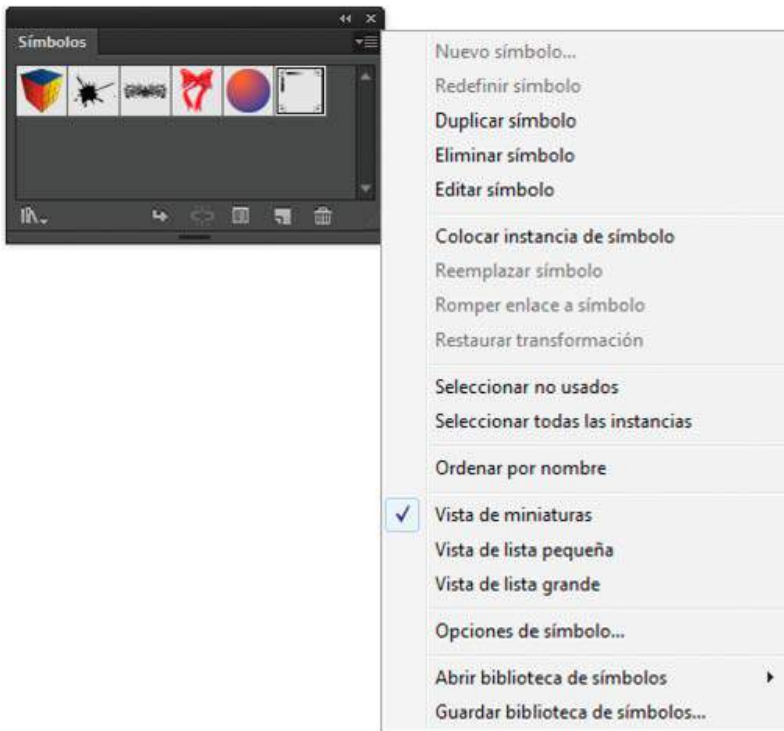 Símbolos
Nuevo símbolo...
Redefinir símbolo
Duplicar símbolo
Eliminar símbolo
Editar símbolo
Colocar instancia de símbolo
Reemplazar símbolo
Romper enlace a símbolo
Restaurar transformación
Seleccionar no usados
Seleccionar todas las instancias
Ordenar por nombre
Vista de miniaturas
Vista de lista pequeña
Vista de lista grande
Opciones de símbolo...
Abrir biblioteca de símbolos
Guardar biblioteca de símbolos...